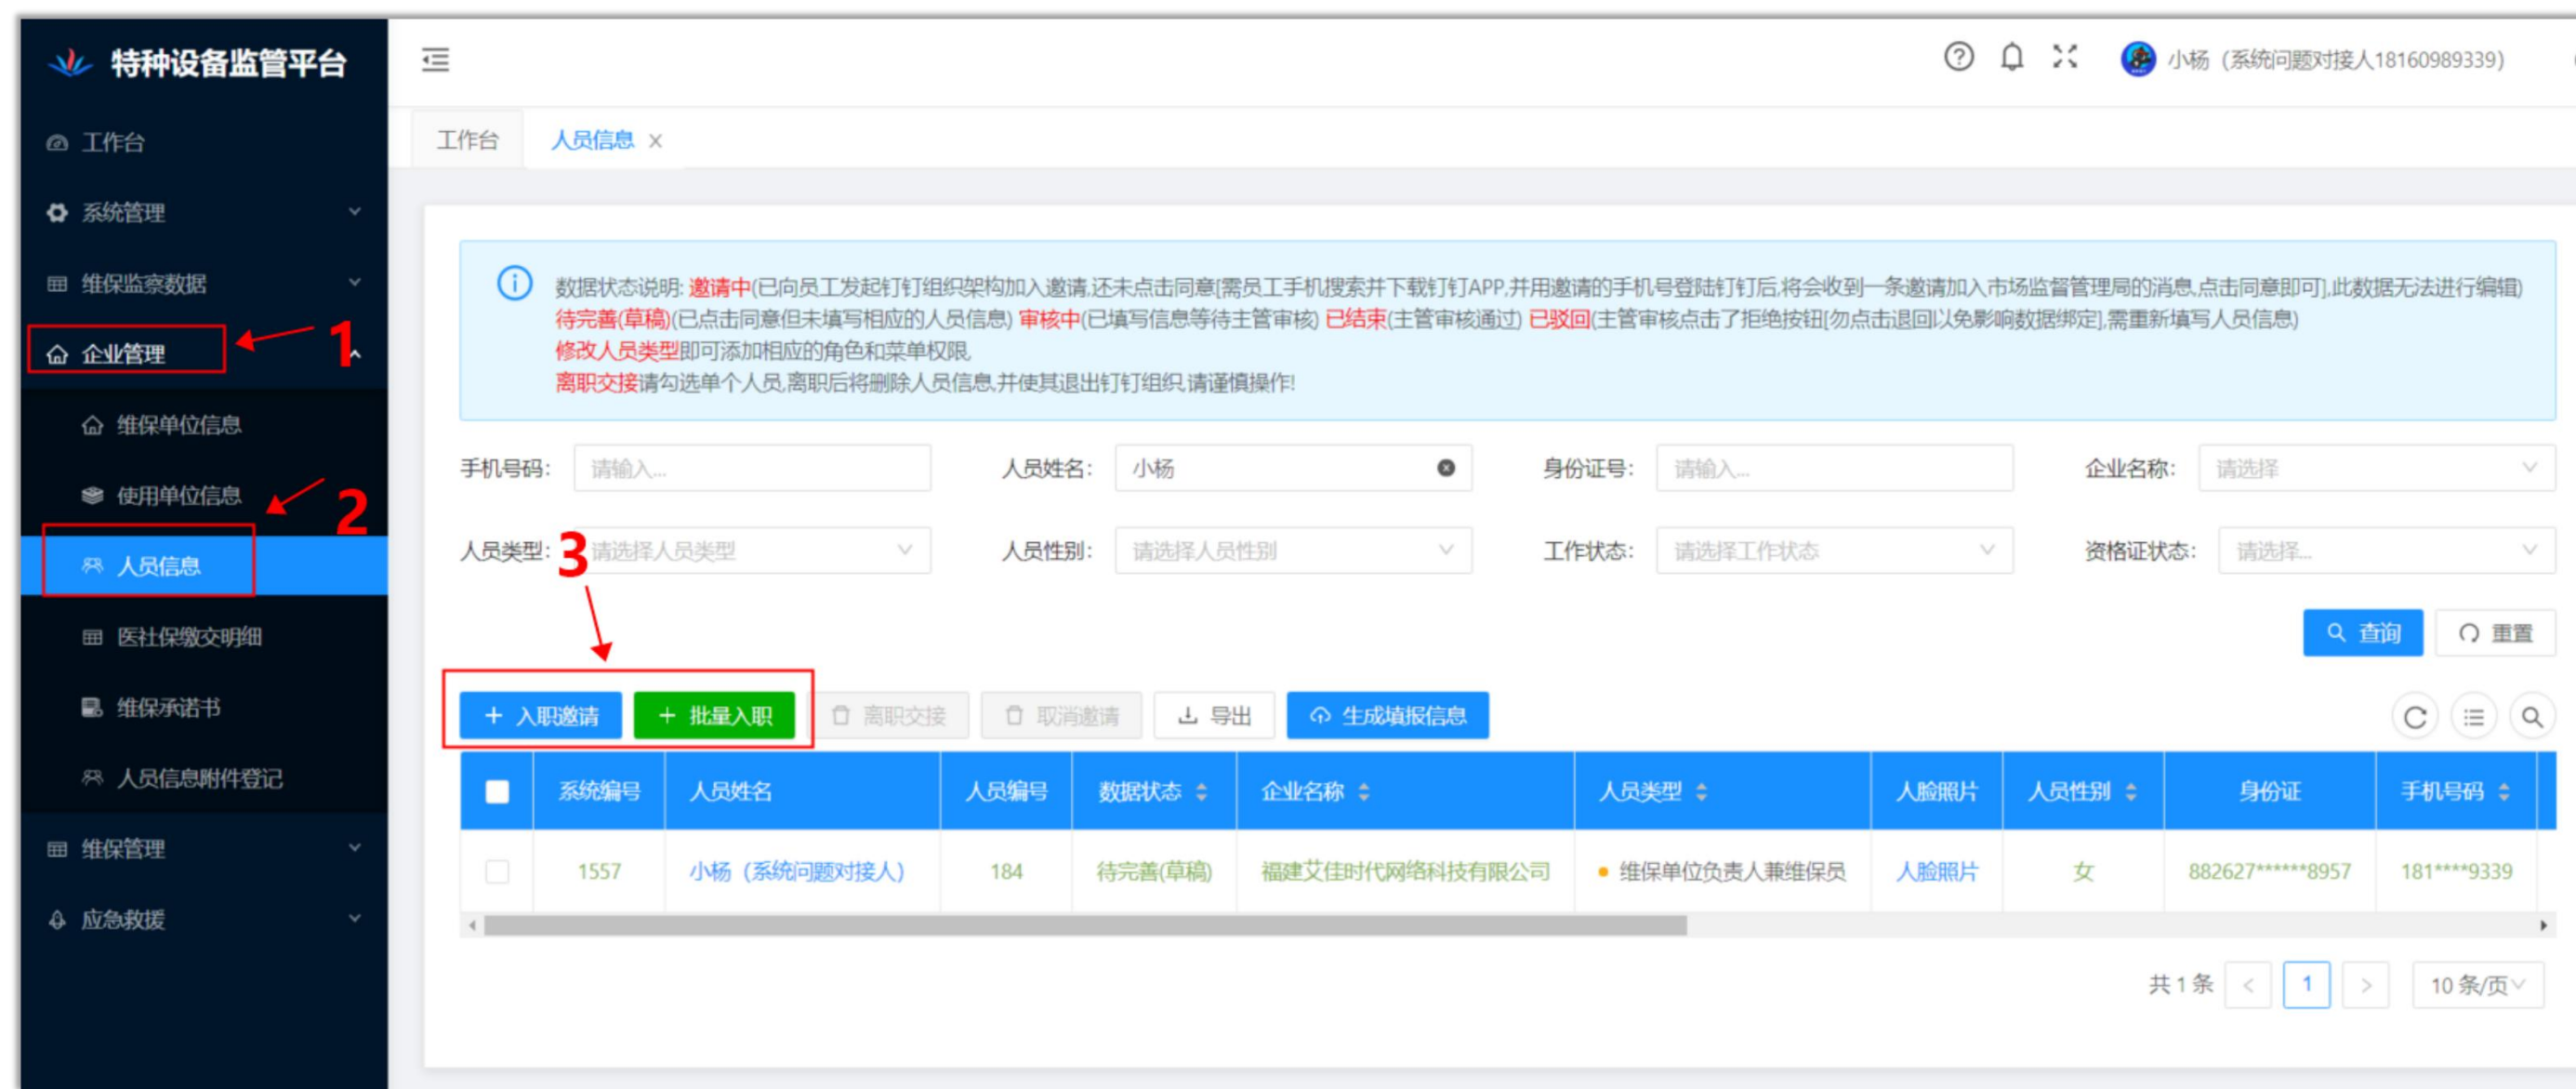 特种设备监管平台
小杨（系统问题对接人18160989339）
工作台
系统管理
维保监察数据
企业管理
1
维保单位信息
使用单位信息
2
人员信息
医社保缴交明细
维保承诺书
人员信息附件登记
维保管理
应急救援
工作台 人员信息 ×
数据状态说明: 邀请中(已向员工发起钉钉组织架构加入邀请,还未点击同意[需员工手机搜索并下载钉钉APP,并用邀请的手机号登陆钉钉后,将会收到一条邀请加入市场监督管理局的消息,点击同意即可],此数据无法进行编辑)
待完善(草稿)(已点击同意但未填写相应的人员信息) 审核中(已填写信息等待主管审核) 已结束(主管审核通过) 已驳回(主管审核点击了拒绝按钮[勿点击退回以免影响数据绑定],需重新填写人员信息)
修改人员类型即可添加相应的角色和菜单权限,
离职交接请勾选单个人员,离职后将删除人员信息,并使其退出钉钉组织,请谨慎操作!
手机号码: 请输入... 人员姓名: 小杨 身份证号: 请输入... 企业名称: 请选择
人员类型: 请选择人员类型 人员性别: 请选择人员性别 工作状态: 请选择工作状态 资格证状态: 请选择...
3
查询 重置
+ 入职邀请 + 批量入职 离职交接 取消邀请 导出 生成填报信息
系统编号 人员姓名 人员编号 数据状态 企业名称 人员类型 人脸照片 人员性别 身份证 手机号码
1557 小杨（系统问题对接人） 184 待完善(草稿) 福建艾佳时代网络科技有限公司 维保单位负责人兼维保员 人脸照片 女 882627******8957 181****9339
共 1 条 < 1 > 10 条/页